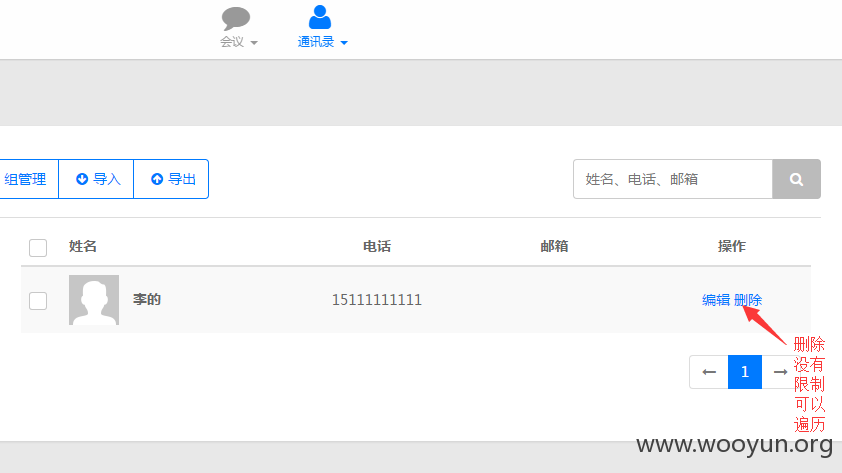 会议 通讯录
组管理 导入 导出 姓名、电话、邮箱
姓名 电话 邮箱 操作
李的 15111111111 编辑 删除
删除
没有
限制
可以
遍历
1
www.wooyun.org